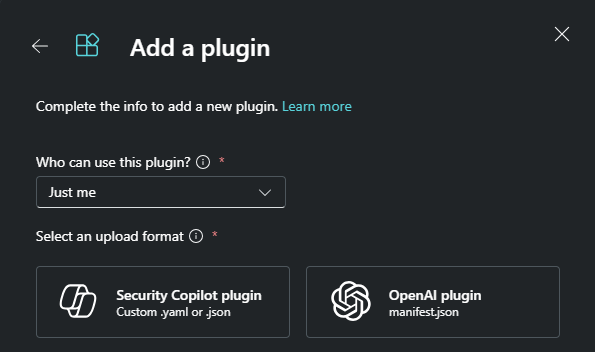 Add a plugin
Complete the info to add a new plugin. Learn more
Who can use this plugin? *
Just me
Select an upload format *
Security Copilot plugin
Custom .yaml or .json
OpenAI plugin
manifest.json